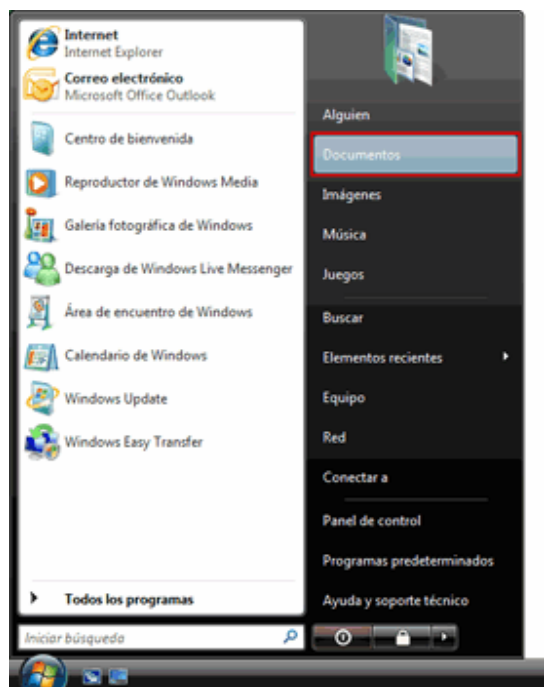 Internet
Internet Explorer
Correo electrónico
Microsoft Office Outlook
Centro de bienvenida
Reproductor de Windows Media
Galería fotográfica de Windows
Descarga de Windows Live Messenger
Área de encuentro de Windows
Calendario de Windows
Windows Update
Windows Easy Transfer
Todos los programas
Iniciar búsqueda
Alguien
Documentos
Imágenes
Música
Juegos
Buscar
Elementos recientes
Equipo
Red
Conectar a
Panel de control
Programas predeterminados
Ayuda y soporte técnico